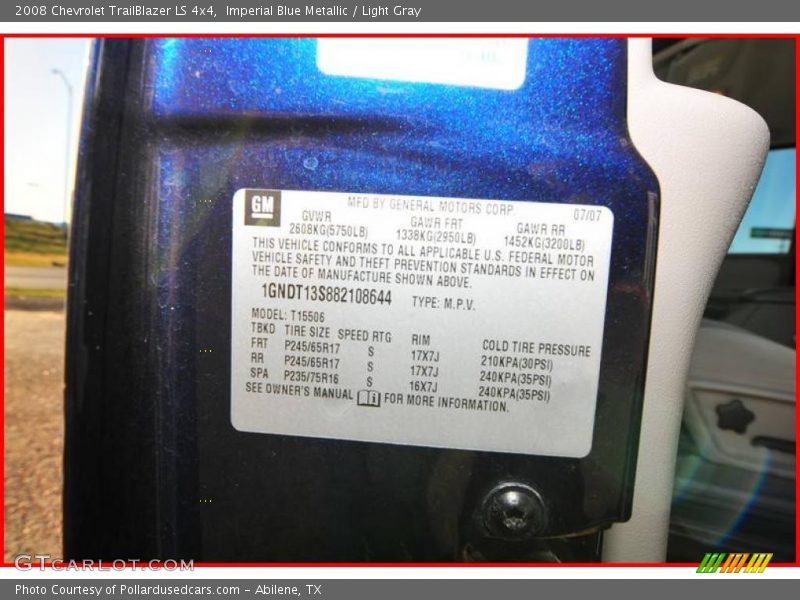 2008 Chevrolet TrailBlazer LS 4x4,  Imperial Blue Metallic / Light Gray
GM
MFD BY GENERAL MOTORS CORP.
07/07
GVWR GAWR FRT GAWR RR
2608KG(5750LB) 1338KG(2950LB) 1452KG(3200LB)
THIS VEHICLE CONFORMS TO ALL APPLICABLE U.S. FEDERAL MOTOR
VEHICLE SAFETY AND THEFT PREVENTION STANDARDS IN EFFECT ON
THE DATE OF MANUFACTURE SHOWN ABOVE.
1GNDT13S882108644 TYPE: M.P.V.
MODEL: T15506
TBKD TIRE SIZE SPEED RTG RIM COLD TIRE PRESSURE
FRT P245/65R17 S 17X7J 210KPA(30PSI)
RR P245/65R17 S 17X7J 240KPA(35PSI)
SPA P235/75R16 S 16X7J 240KPA(35PSI)
SEE OWNER'S MANUAL FOR MORE INFORMATION.
GTCARLOT.COM
Photo Courtesy of Pollardusedcars.com - Abilene, TX